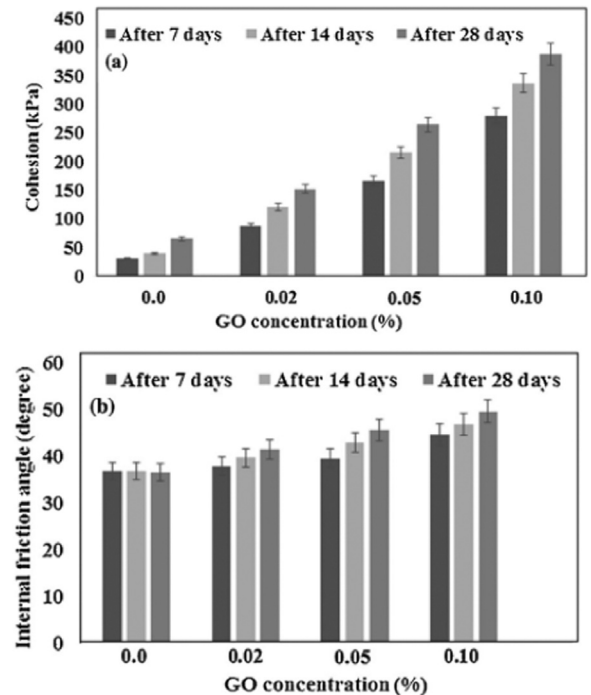 450
400
350
300
250
200
150
100
50
0
Cohesion (kPa)
After 7 days After 14 days After 28 days
(a)
0.0 0.02 0.05 0.10
GO concentration (%)
60
50
40
30
20
10
0
Internal friction angle (degree)
After 7 days After 14 days After 28 days
(b)
0.0 0.02 0.05 0.10
GO concentration (%)